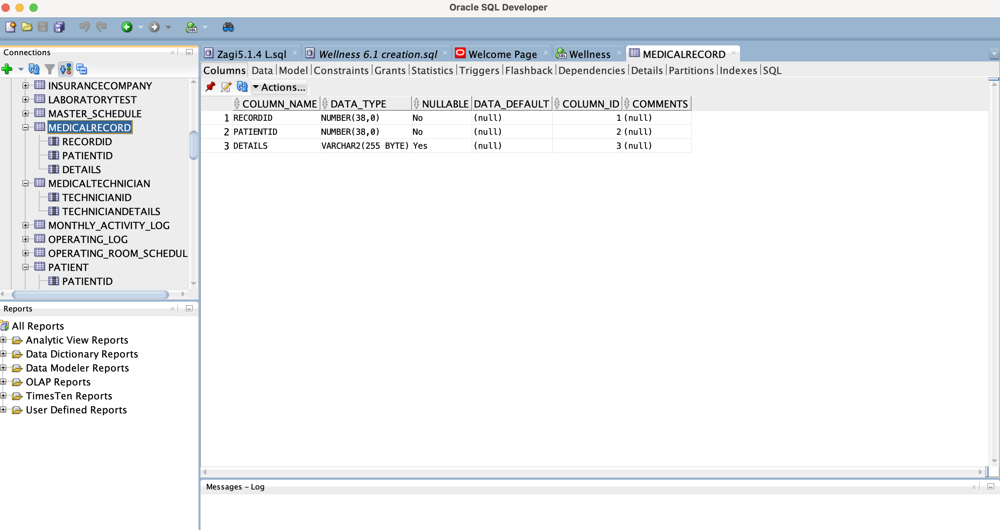 Oracle SQL Developer
SQL
Connections
INSURANCECOMPANY
LABORATORYTEST
MASTER_SCHEDULE
MEDICALRECORD
RECORDID
PATIENTID
DETAILS
MEDICALTECHNICIAN
TECHNICIANID
TECHNICIANDETAILS
MONTHLY_ACTIVITY_LOG
OPERATING_LOG
OPERATING_ROOM_SCHEDUL
PATIENT
PATIENTID
Reports
All Reports
Analytic View Reports
Data Dictionary Reports
Data Modeler Reports
OLAP Reports
TimesTen Reports
User Defined Reports
Zagi5.1.4 L.sql Wellness 6.1 creation.sql Welcome Page SQL Wellness MEDICALRECORD
Columns Data Model Constraints Grants Statistics Triggers Flashback Dependencies Details Partitions Indexes SQL
Actions...
COLUMN_NAME DATA_TYPE NULLABLE DATA_DEFAULT COLUMN_ID COMMENTS
1 RECORDID NUMBER(38,0) No (null) 1 (null)
2 PATIENTID NUMBER(38,0) No (null) 2 (null)
3 DETAILS VARCHAR2(255 BYTE) Yes (null) 3 (null)
Messages - Log